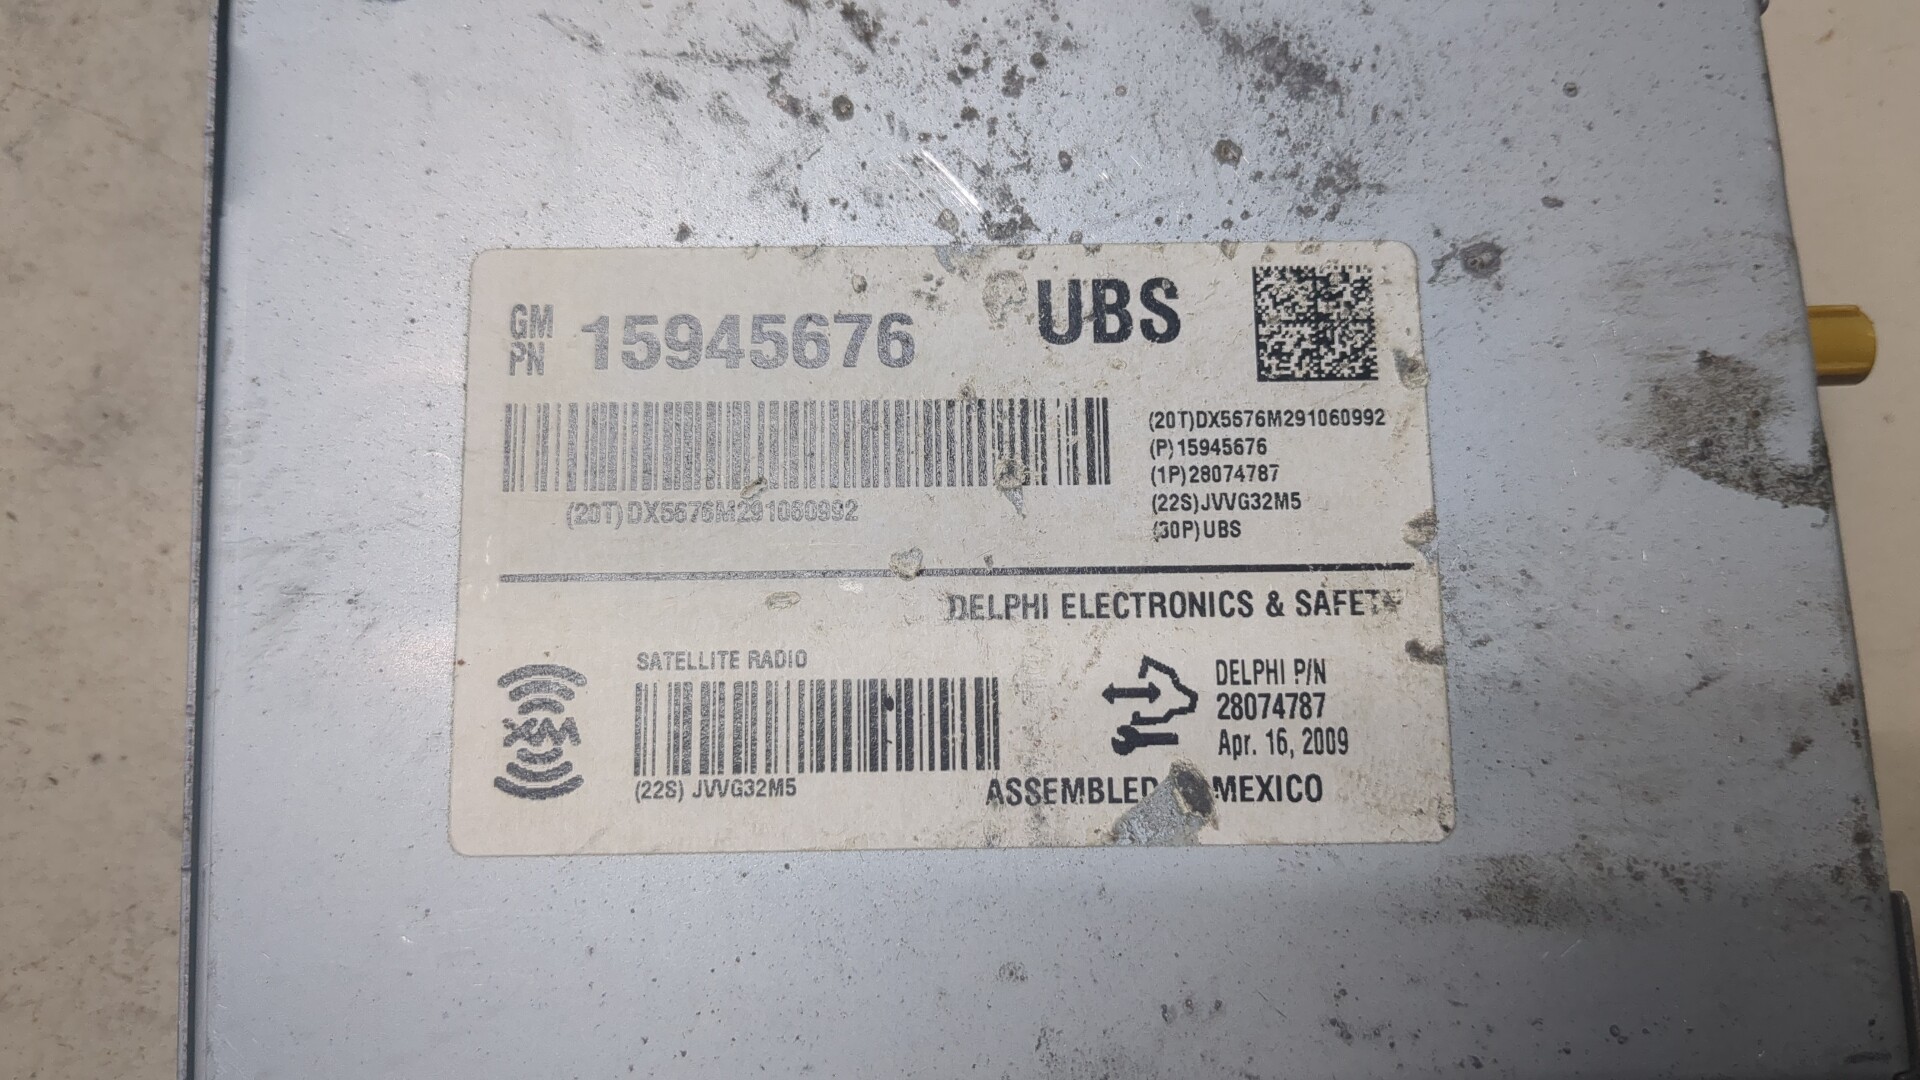 GM PN 15945676
UBS
(20T)DX5676M291060992
(20T)DX5676M291060992
(P)15945676
(1P)28074787
(22S)JVVG32M5
(30P)UBS
DELPHI ELECTRONICS & SAFETY
XM
SATELLITE RADIO
(22S) JVVG32M5
DELPHI P/N
28074787
Apr. 16, 2009
ASSEMBLED MEXICO